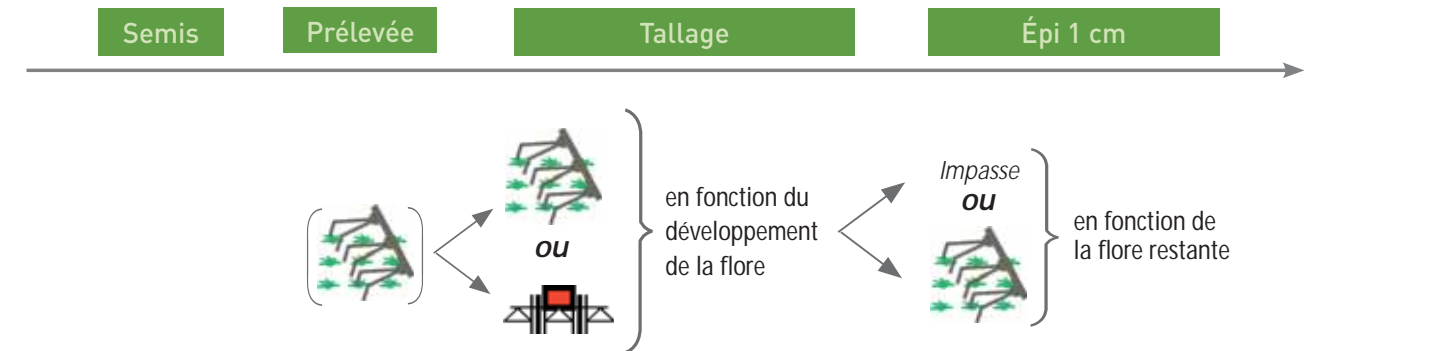 Semis
Prélevée
Tallage
Épi 1 cm
ou
en fonction du
développement
de la flore
Impasse
ou
en fonction de
la flore restante